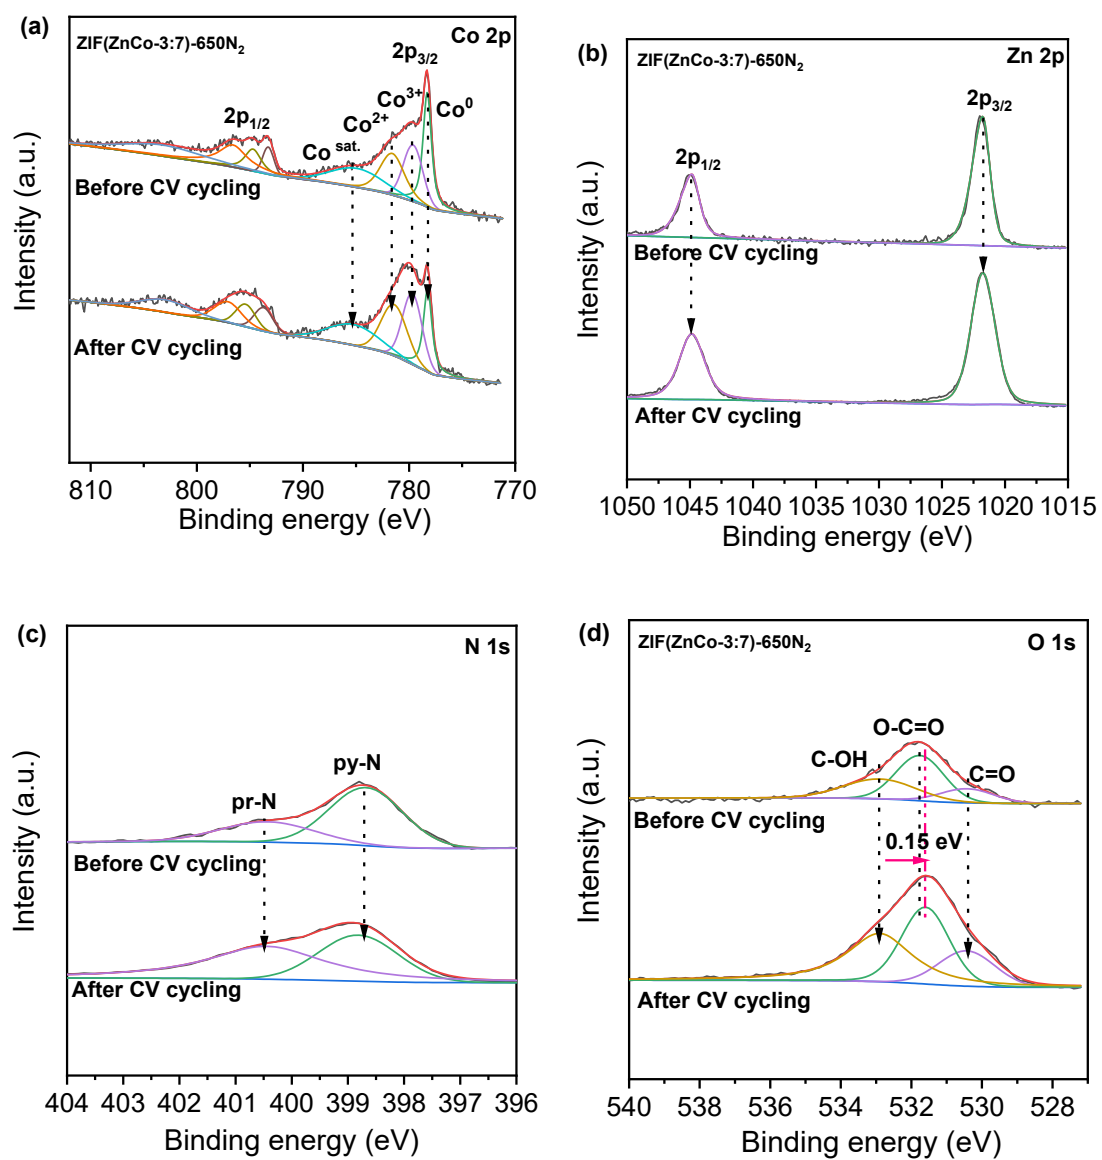 (a)
ZIF(ZnCo-3:7)-650N₂
Co 2p
2p₃/₂
Co³⁺
Co⁰
2p₁/₂
Co²⁺
Co sat.
Before CV cycling
After CV cycling
Intensity (a.u.)
810 800 790 780 770
Binding energy (eV)
(b)
ZIF(ZnCo-3:7)-650N₂
Zn 2p
2p₃/₂
2p₁/₂
Before CV cycling
After CV cycling
Intensity (a.u.)
1050 1045 1040 1035 1030 1025 1020 1015
Binding energy (eV)
(c)
N 1s
py-N
pr-N
Before CV cycling
After CV cycling
Intensity (a.u.)
404 403 402 401 400 399 398 397 396
Binding energy (eV)
(d)
ZIF(ZnCo-3:7)-650N₂
O 1s
O-C=O
C-OH
C=O
Before CV cycling
0.15 eV
After CV cycling
Intensity (a.u.)
540 538 536 534 532 530 528
Binding energy (eV)